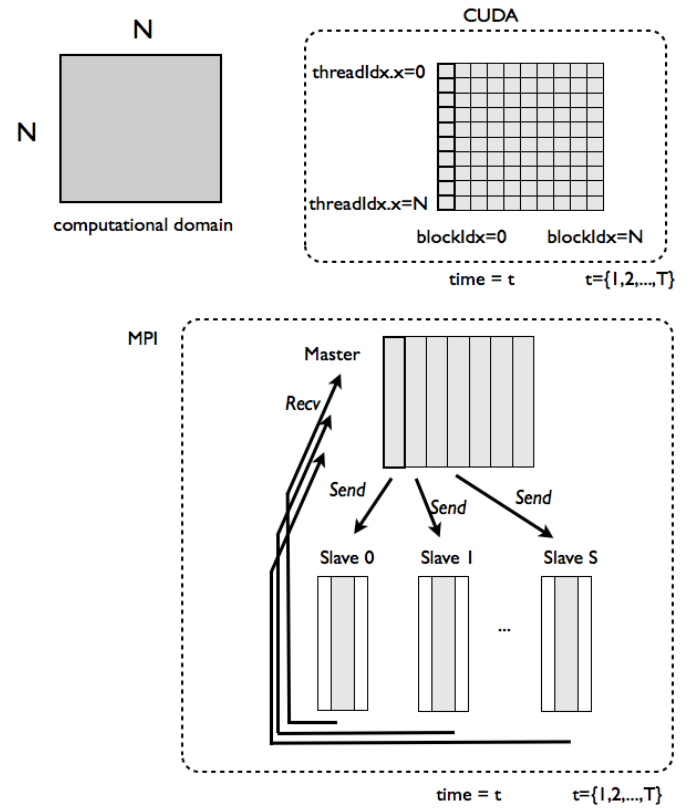 N
N
computational domain
CUDA
threadIdx.x=0
threadIdx.x=N
blockIdx=0 blockIdx=N
time = t t={1,2,...,T}
MPI
Master
Recv
Send Send Send
Slave 0 Slave 1 Slave S
...
time = t t={1,2,...,T}